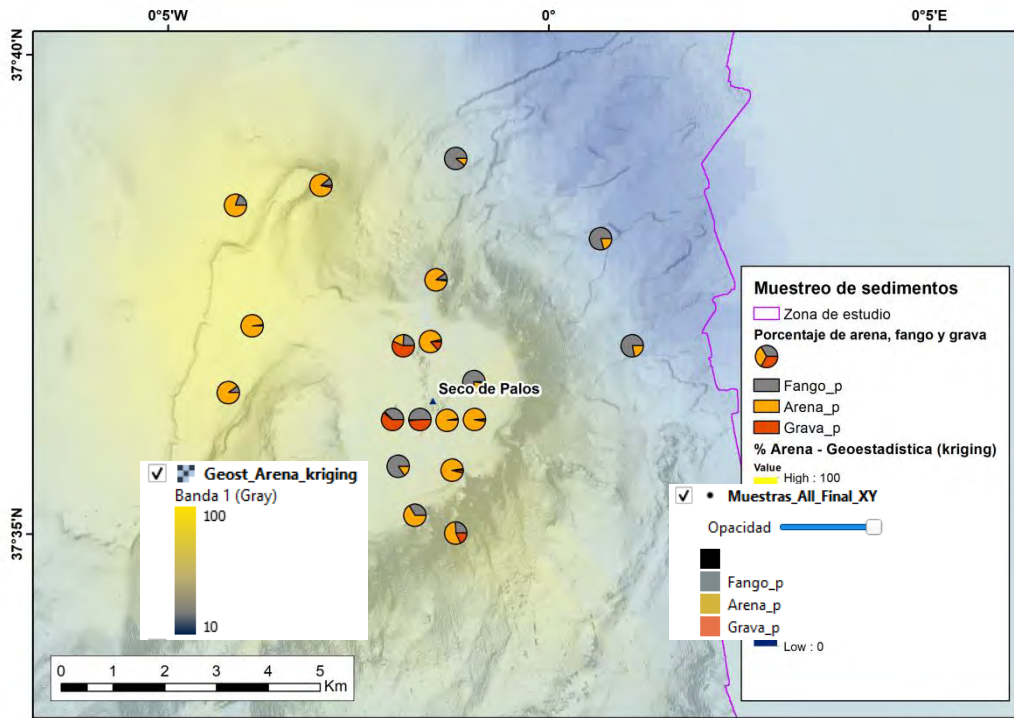 0°5'W
0°
0°5'E
37°40'N
37°35'N
Seco de Palos
Muestreo de sedimentos
Zona de estudio
Porcentaje de arena, fango y grava
Fango_p
Arena_p
Grava_p
% Arena - Geoestadística (kriging)
Value
High : 100
Low : 0
Geost_Arena_kriging
Banda 1 (Gray)
100
10
Muestras_All_Final_XY
Opacidad
Fango_p
Arena_p
Grava_p
0 1 2 3 4 5
Km